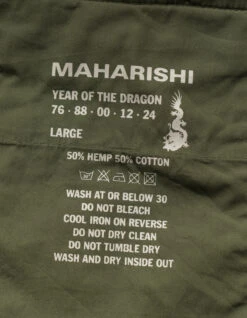 MAHARISHI
YEAR OF THE DRAGON
76 · 88 · 00 · 12 · 24
LARGE
50% HEMP 50% COTTON
WASH AT OR BELOW 30
DO NOT BLEACH
COOL IRON ON REVERSE
DO NOT DRY CLEAN
DO NOT TUMBLE DRY
WASH AND DRY INSIDE OUT